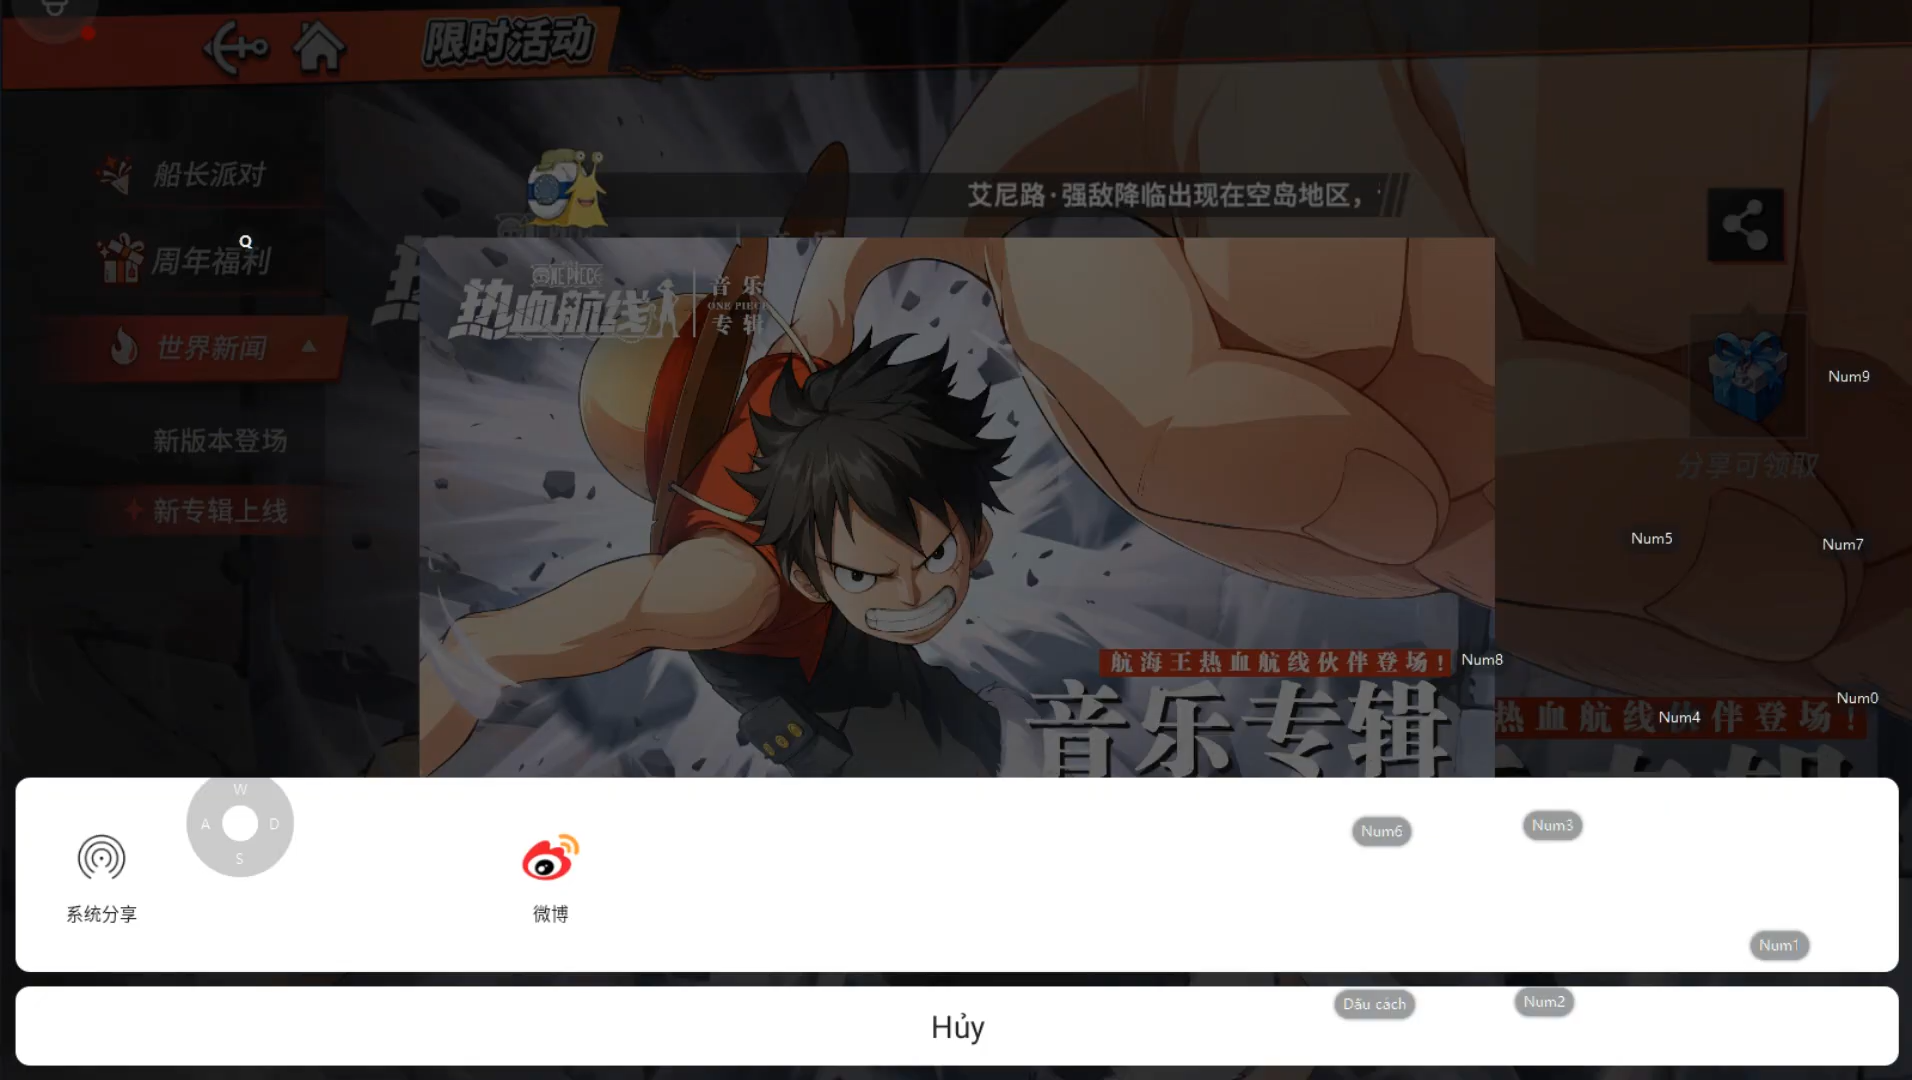 限时活动
船长派对
艾尼路·强敌降临出现在空岛地区，
Q
周年福利
ONE PIECE
热血航线
音乐
ONE PIECE
专辑
世界新闻
Num9
新版本登场
分享可领取
新专辑上线
Num5
Num7
航海王热血航线伙伴登场!
Num8
音乐专辑
Num0
热血航线伙伴登场!
Num4
W
A
D
S
Num6
Num3
系统分享
微博
Num1
Dấu cách
Num2
Hủy